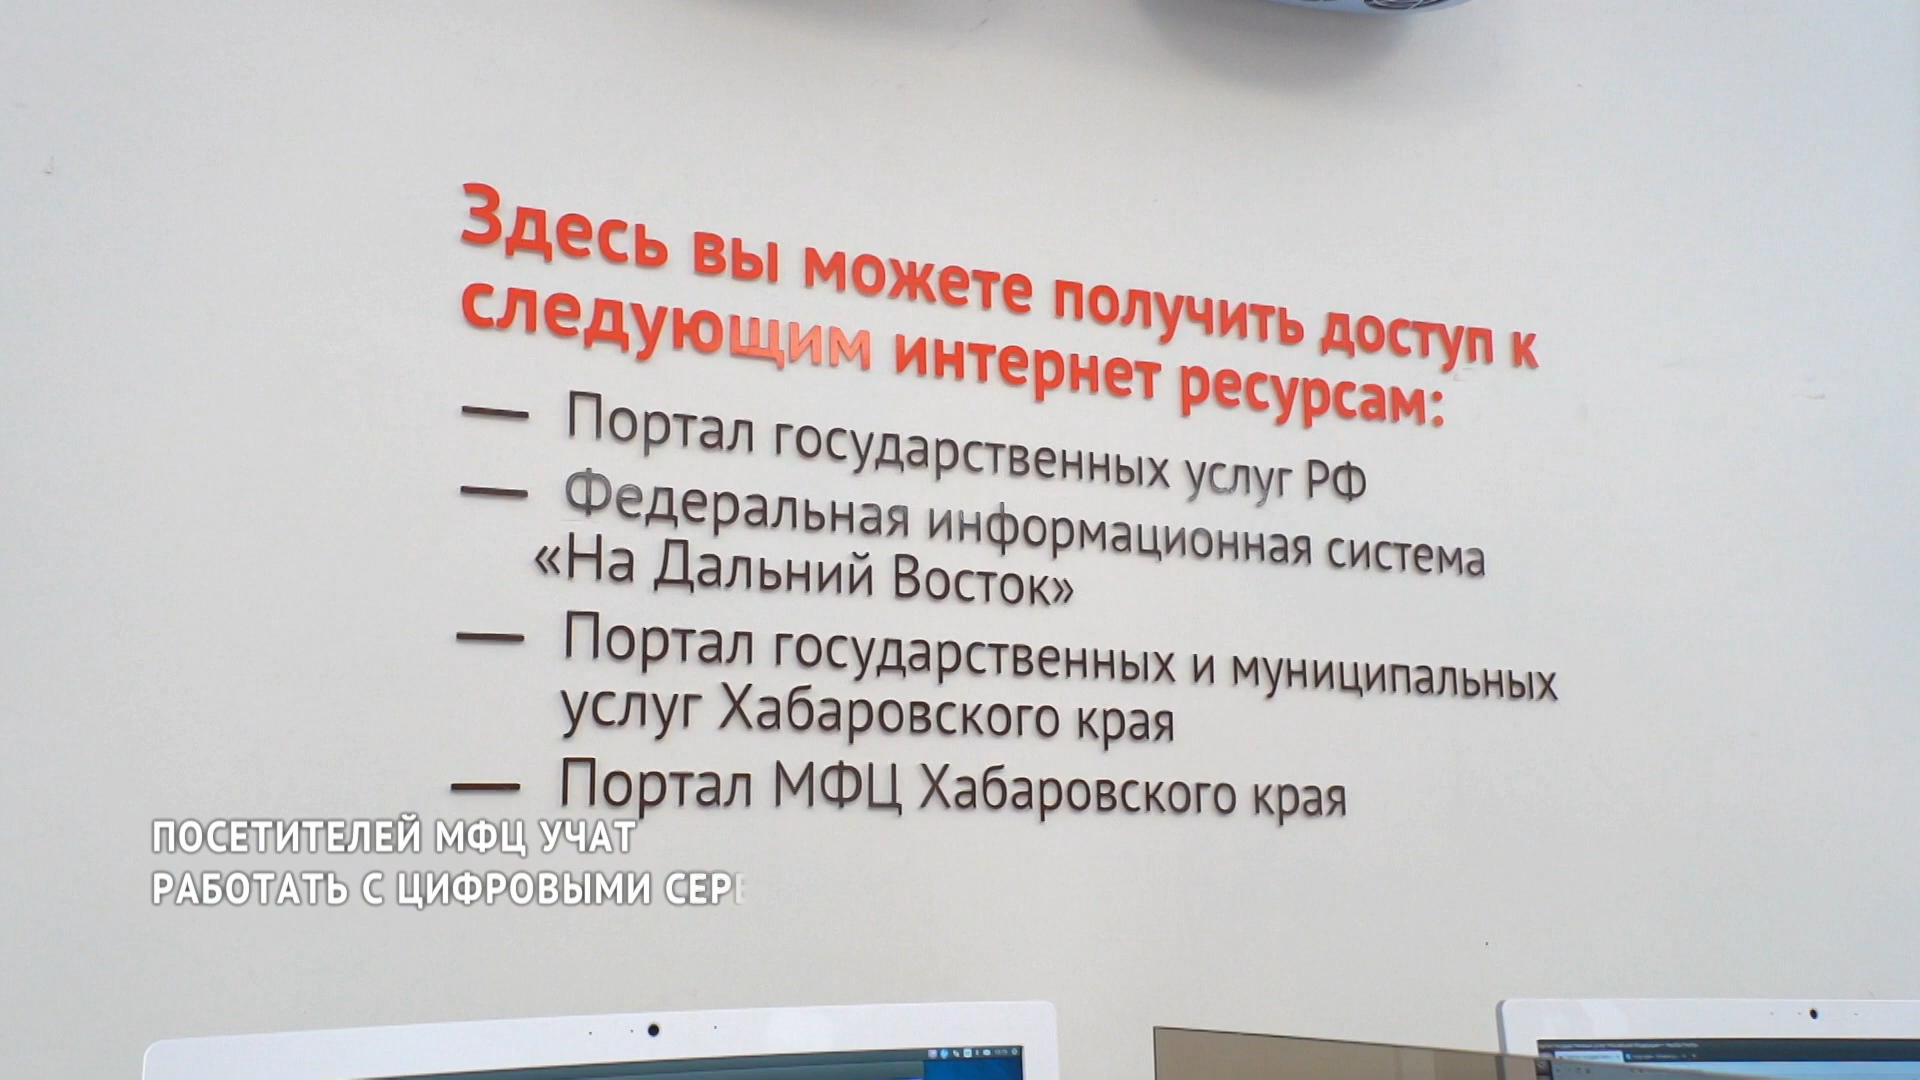 Здесь вы можете получить доступ к
следующим интернет ресурсам:
— Портал государственных услуг РФ
— Федеральная информационная система
«На Дальний Восток»
— Портал государственных и муниципальных
услуг Хабаровского края
— Портал МФЦ Хабаровского края
ПОСЕТИТЕЛЕЙ МФЦ УЧАТ
РАБОТАТЬ С ЦИФРОВЫМИ СЕР